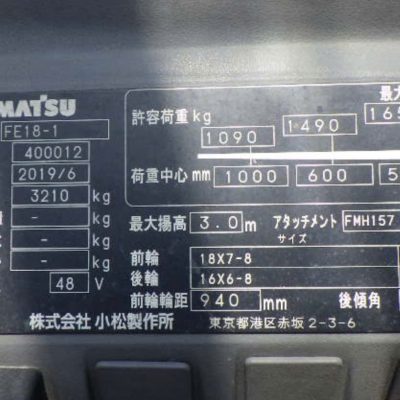 MATSU
FE18-1
400012
2019/6
3210 kg
- kg
- kg
48 V
許容荷重 kg
1090
1490
165
最大
荷重中心 mm
1000
600
5
最大揚高 3.0 m
アタッチメント FMH157
サイズ
前輪 18X7-8
後輪 16X6-8
前輪輪距 940 mm
後傾角
株式会社 小松製作所
東京都港区赤坂 2-3-6